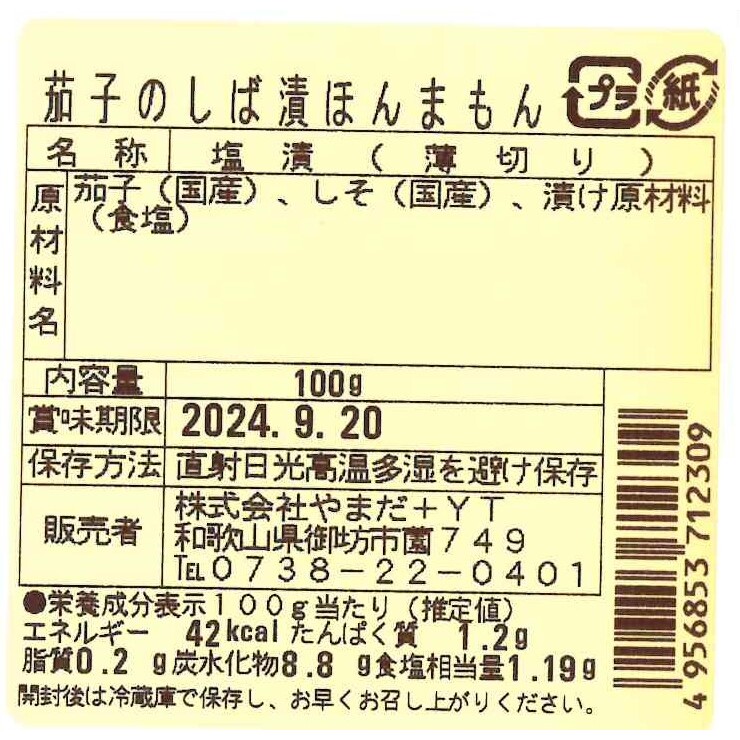 茄子のしば漬ほんまもん プラ 紙
名称 塩漬（薄切り）
原材料名 茄子（国産）、しそ（国産）、漬け原材料
（食塩）
内容量 100g
賞味期限 2024. 9. 20
保存方法 直射日光高温多湿を避け保存
販売者 株式会社やまだ＋ＹＴ
和歌山県御坊市薗７４９
℡０７３８－２２－０４０１
●栄養成分表示１００ｇ当たり（推定値）
エネルギー 42kcal たんぱく質 1.2g
脂質0.2 g 炭水化物8.8 g 食塩相当量1.19g
開封後は冷蔵庫で保存し、お早くお召し上がりください。
4 956853 712309